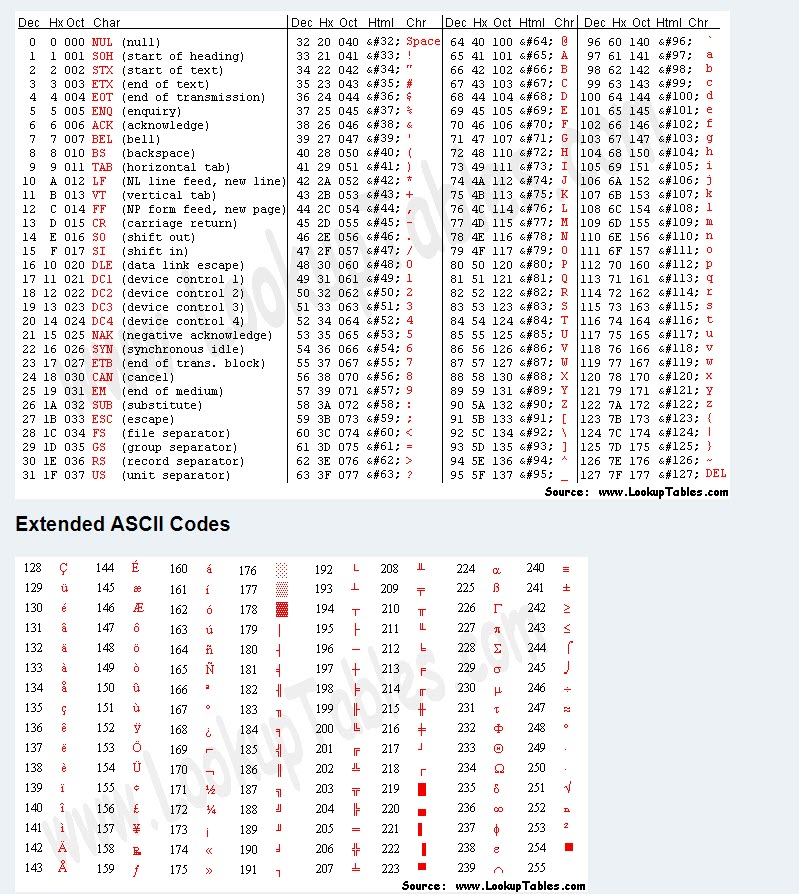 Dec Hx Oct Char Dec Hx Oct Html Chr Dec Hx Oct Html Chr Dec Hx Oct Html Chr
0 0 000 NUL (null) 32 20 040 &#32; Space 64 40 100 &#64; @ 96 60 140 &#96; `
1 1 001 SOH (start of heading) 33 21 041 &#33; ! 65 41 101 &#65; A 97 61 141 &#97; a
2 2 002 STX (start of text) 34 22 042 &#34; " 66 42 102 &#66; B 98 62 142 &#98; b
3 3 003 ETX (end of text) 35 23 043 &#35; # 67 43 103 &#67; C 99 63 143 &#99; c
4 4 004 EOT (end of transmission) 36 24 044 &#36; $ 68 44 104 &#68; D 100 64 144 &#100; d
5 5 005 ENQ (enquiry) 37 25 045 &#37; % 69 45 105 &#69; E 101 65 145 &#101; e
6 6 006 ACK (acknowledge) 38 26 046 &#38; & 70 46 106 &#70; F 102 66 146 &#102; f
7 7 007 BEL (bell) 39 27 047 &#39; ' 71 47 107 &#71; G 103 67 147 &#103; g
8 8 010 BS (backspace) 40 28 050 &#40; ( 72 48 110 &#72; H 104 68 150 &#104; h
9 9 011 TAB (horizontal tab) 41 29 051 &#41; ) 73 49 111 &#73; I 105 69 151 &#105; i
10 A 012 LF (NL line feed, new line) 42 2A 052 &#42; * 74 4A 112 &#74; J 106 6A 152 &#106; j
11 B 013 VT (vertical tab) 43 2B 053 &#43; + 75 4B 113 &#75; K 107 6B 153 &#107; k
12 C 014 FF (NP form feed, new page) 44 2C 054 &#44; , 76 4C 114 &#76; L 108 6C 154 &#108; l
13 D 015 CR (carriage return) 45 2D 055 &#45; - 77 4D 115 &#77; M 109 6D 155 &#109; m
14 E 016 SO (shift out) 46 2E 056 &#46; . 78 4E 116 &#78; N 110 6E 156 &#110; n
15 F 017 SI (shift in) 47 2F 057 &#47; / 79 4F 117 &#79; O 111 6F 157 &#111; o
16 10 020 DLE (data link escape) 48 30 060 &#48; 0 80 50 120 &#80; P 112 70 160 &#112; p
17 11 021 DC1 (device control 1) 49 31 061 &#49; 1 81 51 121 &#81; Q 113 71 161 &#113; q
18 12 022 DC2 (device control 2) 50 32 062 &#50; 2 82 52 122 &#82; R 114 72 162 &#114; r
19 13 023 DC3 (device control 3) 51 33 063 &#51; 3 83 53 123 &#83; S 115 73 163 &#115; s
20 14 024 DC4 (device control 4) 52 34 064 &#52; 4 84 54 124 &#84; T 116 74 164 &#116; t
21 15 025 NAK (negative acknowledge) 53 35 065 &#53; 5 85 55 125 &#85; U 117 75 165 &#117; u
22 16 026 SYN (synchronous idle) 54 36 066 &#54; 6 86 56 126 &#86; V 118 76 166 &#118; v
23 17 027 ETB (end of trans. block) 55 37 067 &#55; 7 87 57 127 &#87; W 119 77 167 &#119; w
24 18 030 CAN (cancel) 56 38 070 &#56; 8 88 58 130 &#88; X 120 78 170 &#120; x
25 19 031 EM (end of medium) 57 39 071 &#57; 9 89 59 131 &#89; Y 121 79 171 &#121; y
26 1A 032 SUB (substitute) 58 3A 072 &#58; : 90 5A 132 &#90; Z 122 7A 172 &#122; z
27 1B 033 ESC (escape) 59 3B 073 &#59; ; 91 5B 133 &#91; [ 123 7B 173 &#123; {
28 1C 034 FS (file separator) 60 3C 074 &#60; < 92 5C 134 &#92; \ 124 7C 174 &#124; |
29 1D 035 GS (group separator) 61 3D 075 &#61; = 93 5D 135 &#93; ] 125 7D 175 &#125; }
30 1E 036 RS (record separator) 62 3E 076 &#62; > 94 5E 136 &#94; ^ 126 7E 176 &#126; ~
31 1F 037 US (unit separator) 63 3F 077 &#63; ? 95 5F 137 &#95; _ 127 7F 177 &#127; DEL
Source: www.LookupTables.com
Extended ASCII Codes
128 Ç 144 É 160 á 176 ░ 192 └ 208 ╨ 224 α 240 ≡
129 ü 145 æ 161 í 177 ▒ 193 ┴ 209 ╤ 225 ß 241 ±
130 é 146 Æ 162 ó 178 ▓ 194 ┬ 210 ╥ 226 Γ 242 ≥
131 â 147 ô 163 ú 179 │ 195 ├ 211 ╙ 227 π 243 ≤
132 ä 148 ö 164 ñ 180 ┤ 196 ─ 212 ╘ 228 Σ 244 ⌠
133 à 149 ò 165 Ñ 181 ╡ 197 ┼ 213 ╒ 229 σ 245 ⌡
134 å 150 û 166 ª 182 ╢ 198 ╞ 214 ╓ 230 µ 246 ÷
135 ç 151 ù 167 º 183 ╖ 199 ╟ 215 ╫ 231 τ 247 ≈
136 ê 152 ÿ 168 ¿ 184 ╕ 200 ╚ 216 ╪ 232 Φ 248 °
137 ë 153 Ö 169 ⌐ 185 ╣ 201 ╔ 217 ┘ 233 Θ 249 ∙
138 è 154 Ü 170 ¬ 186 ║ 202 ╩ 218 ┌ 234 Ω 250 ·
139 ï 155 ¢ 171 ½ 187 ╗ 203 ╦ 219 █ 235 δ 251 √
140 î 156 £ 172 ¼ 188 ╝ 204 ╠ 220 ▄ 236 ∞ 252 ⁿ
141 ì 157 ¥ 173 ¡ 189 ╜ 205 ═ 221 ▌ 237 φ 253 ²
142 Ä 158 ₧ 174 « 190 ╛ 206 ╬ 222 ▐ 238 ε 254 ■
143 Å 159 ƒ 175 » 191 ┐ 207 ╧ 223 ▀ 239 ∩ 255
Source: www.LookupTables.com
www.LookupTables.com
www.LookupTables.com